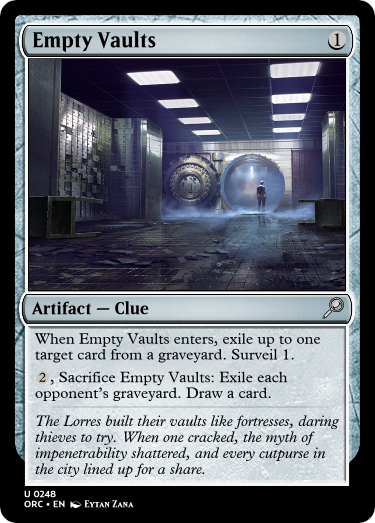 Empty Vaults 1
Artifact — Clue
When Empty Vaults enters, exile up to one
target card from a graveyard. Surveil 1.
2, Sacrifice Empty Vaults: Exile each
opponent's graveyard. Draw a card.
The Lorres built their vaults like fortresses, daring
thieves to try. When one cracked, the myth of
impenetrability shattered, and every cutpurse in
the city lined up for a share.
U 0248
ORC • EN Eytan Zana